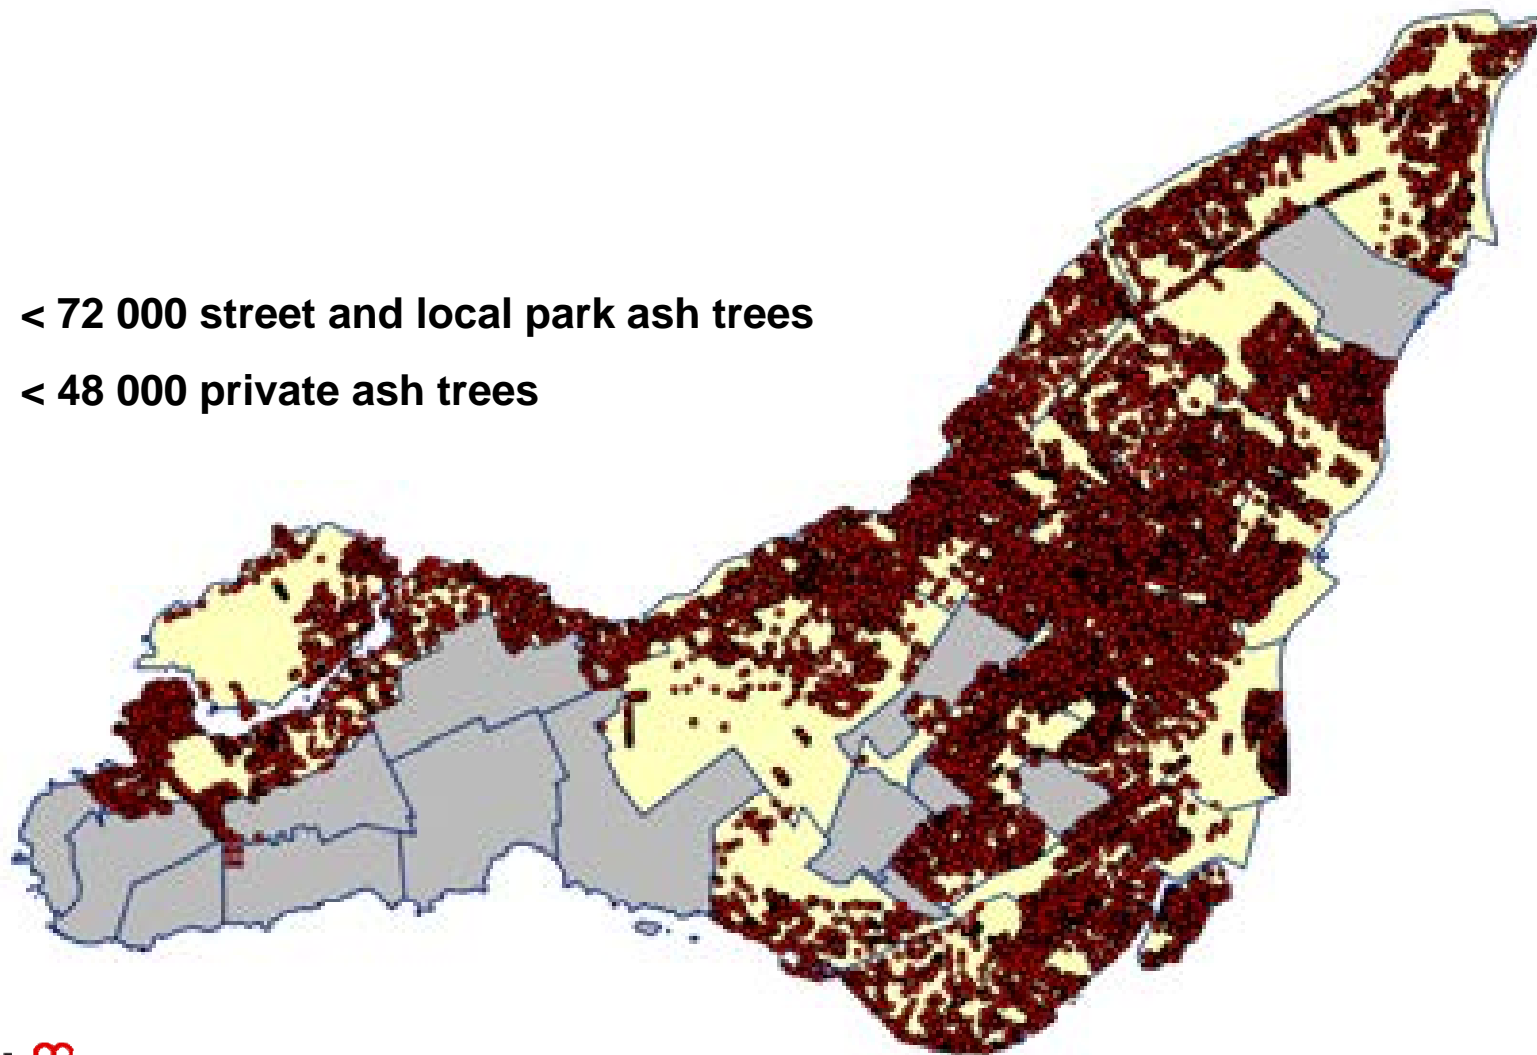 < 72 000 street and local park ash trees
< 48 000 private ash trees